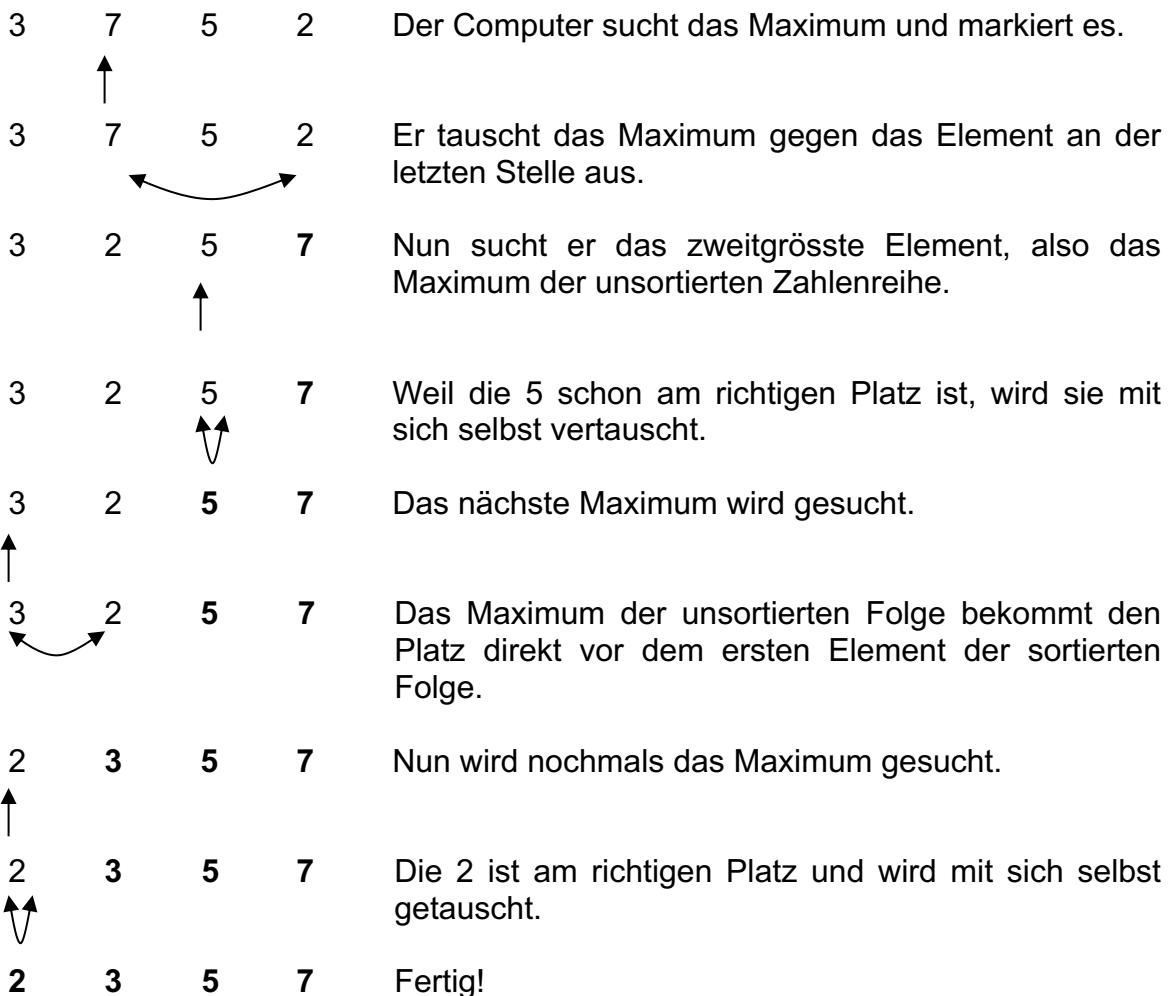 3 7 5 2 Der Computer sucht das Maximum und markiert es.
3 7 5 2 Er tauscht das Maximum gegen das Element an der
letzten Stelle aus.
3 2 5 7 Nun sucht er das zweitgrösste Element, also das
Maximum der unsortierten Zahlenreihe.
3 2 5 7 Weil die 5 schon am richtigen Platz ist, wird sie mit
sich selbst vertauscht.
3 2 5 7 Das nächste Maximum wird gesucht.
3 2 5 7 Das Maximum der unsortierten Folge bekommt den
Platz direkt vor dem ersten Element der sortierten
Folge.
2 3 5 7 Nun wird nochmals das Maximum gesucht.
2 3 5 7 Die 2 ist am richtigen Platz und wird mit sich selbst
getauscht.
2 3 5 7 Fertig!